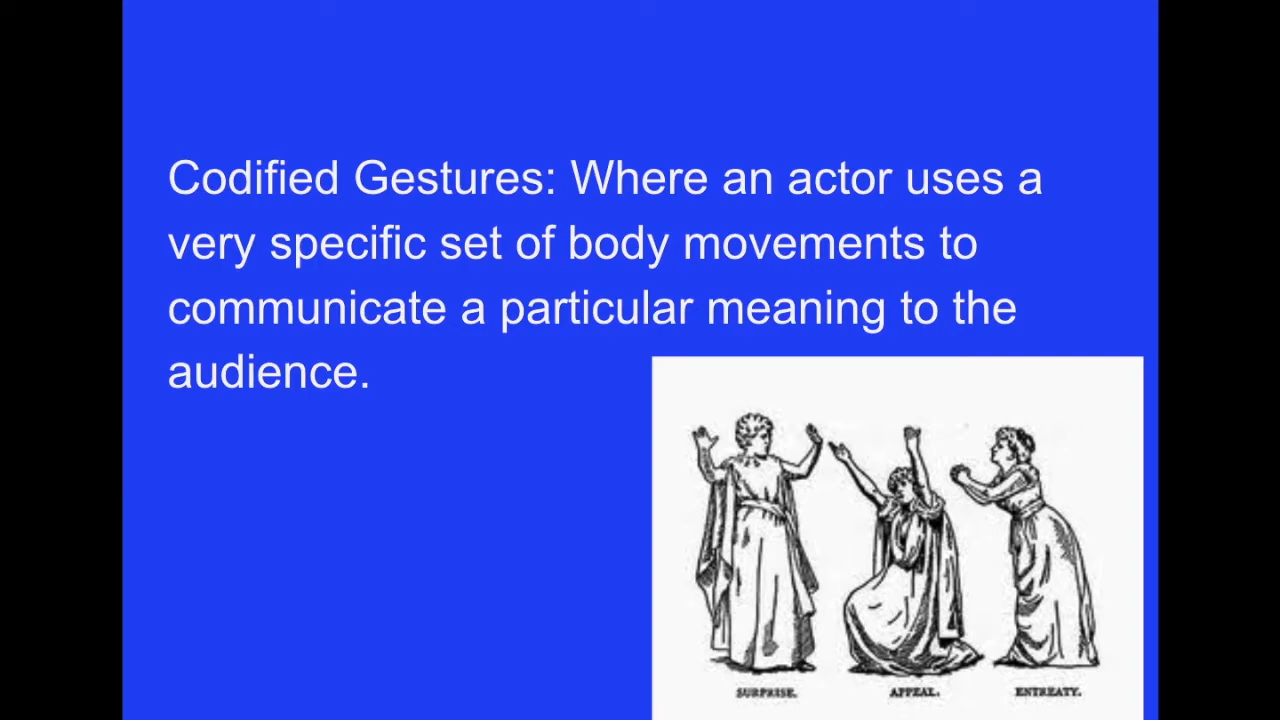 Codified Gestures: Where an actor uses a
very specific set of body movements to
communicate a particular meaning to the
audience.
SURPRISE. APPEAL. ENTREATY.